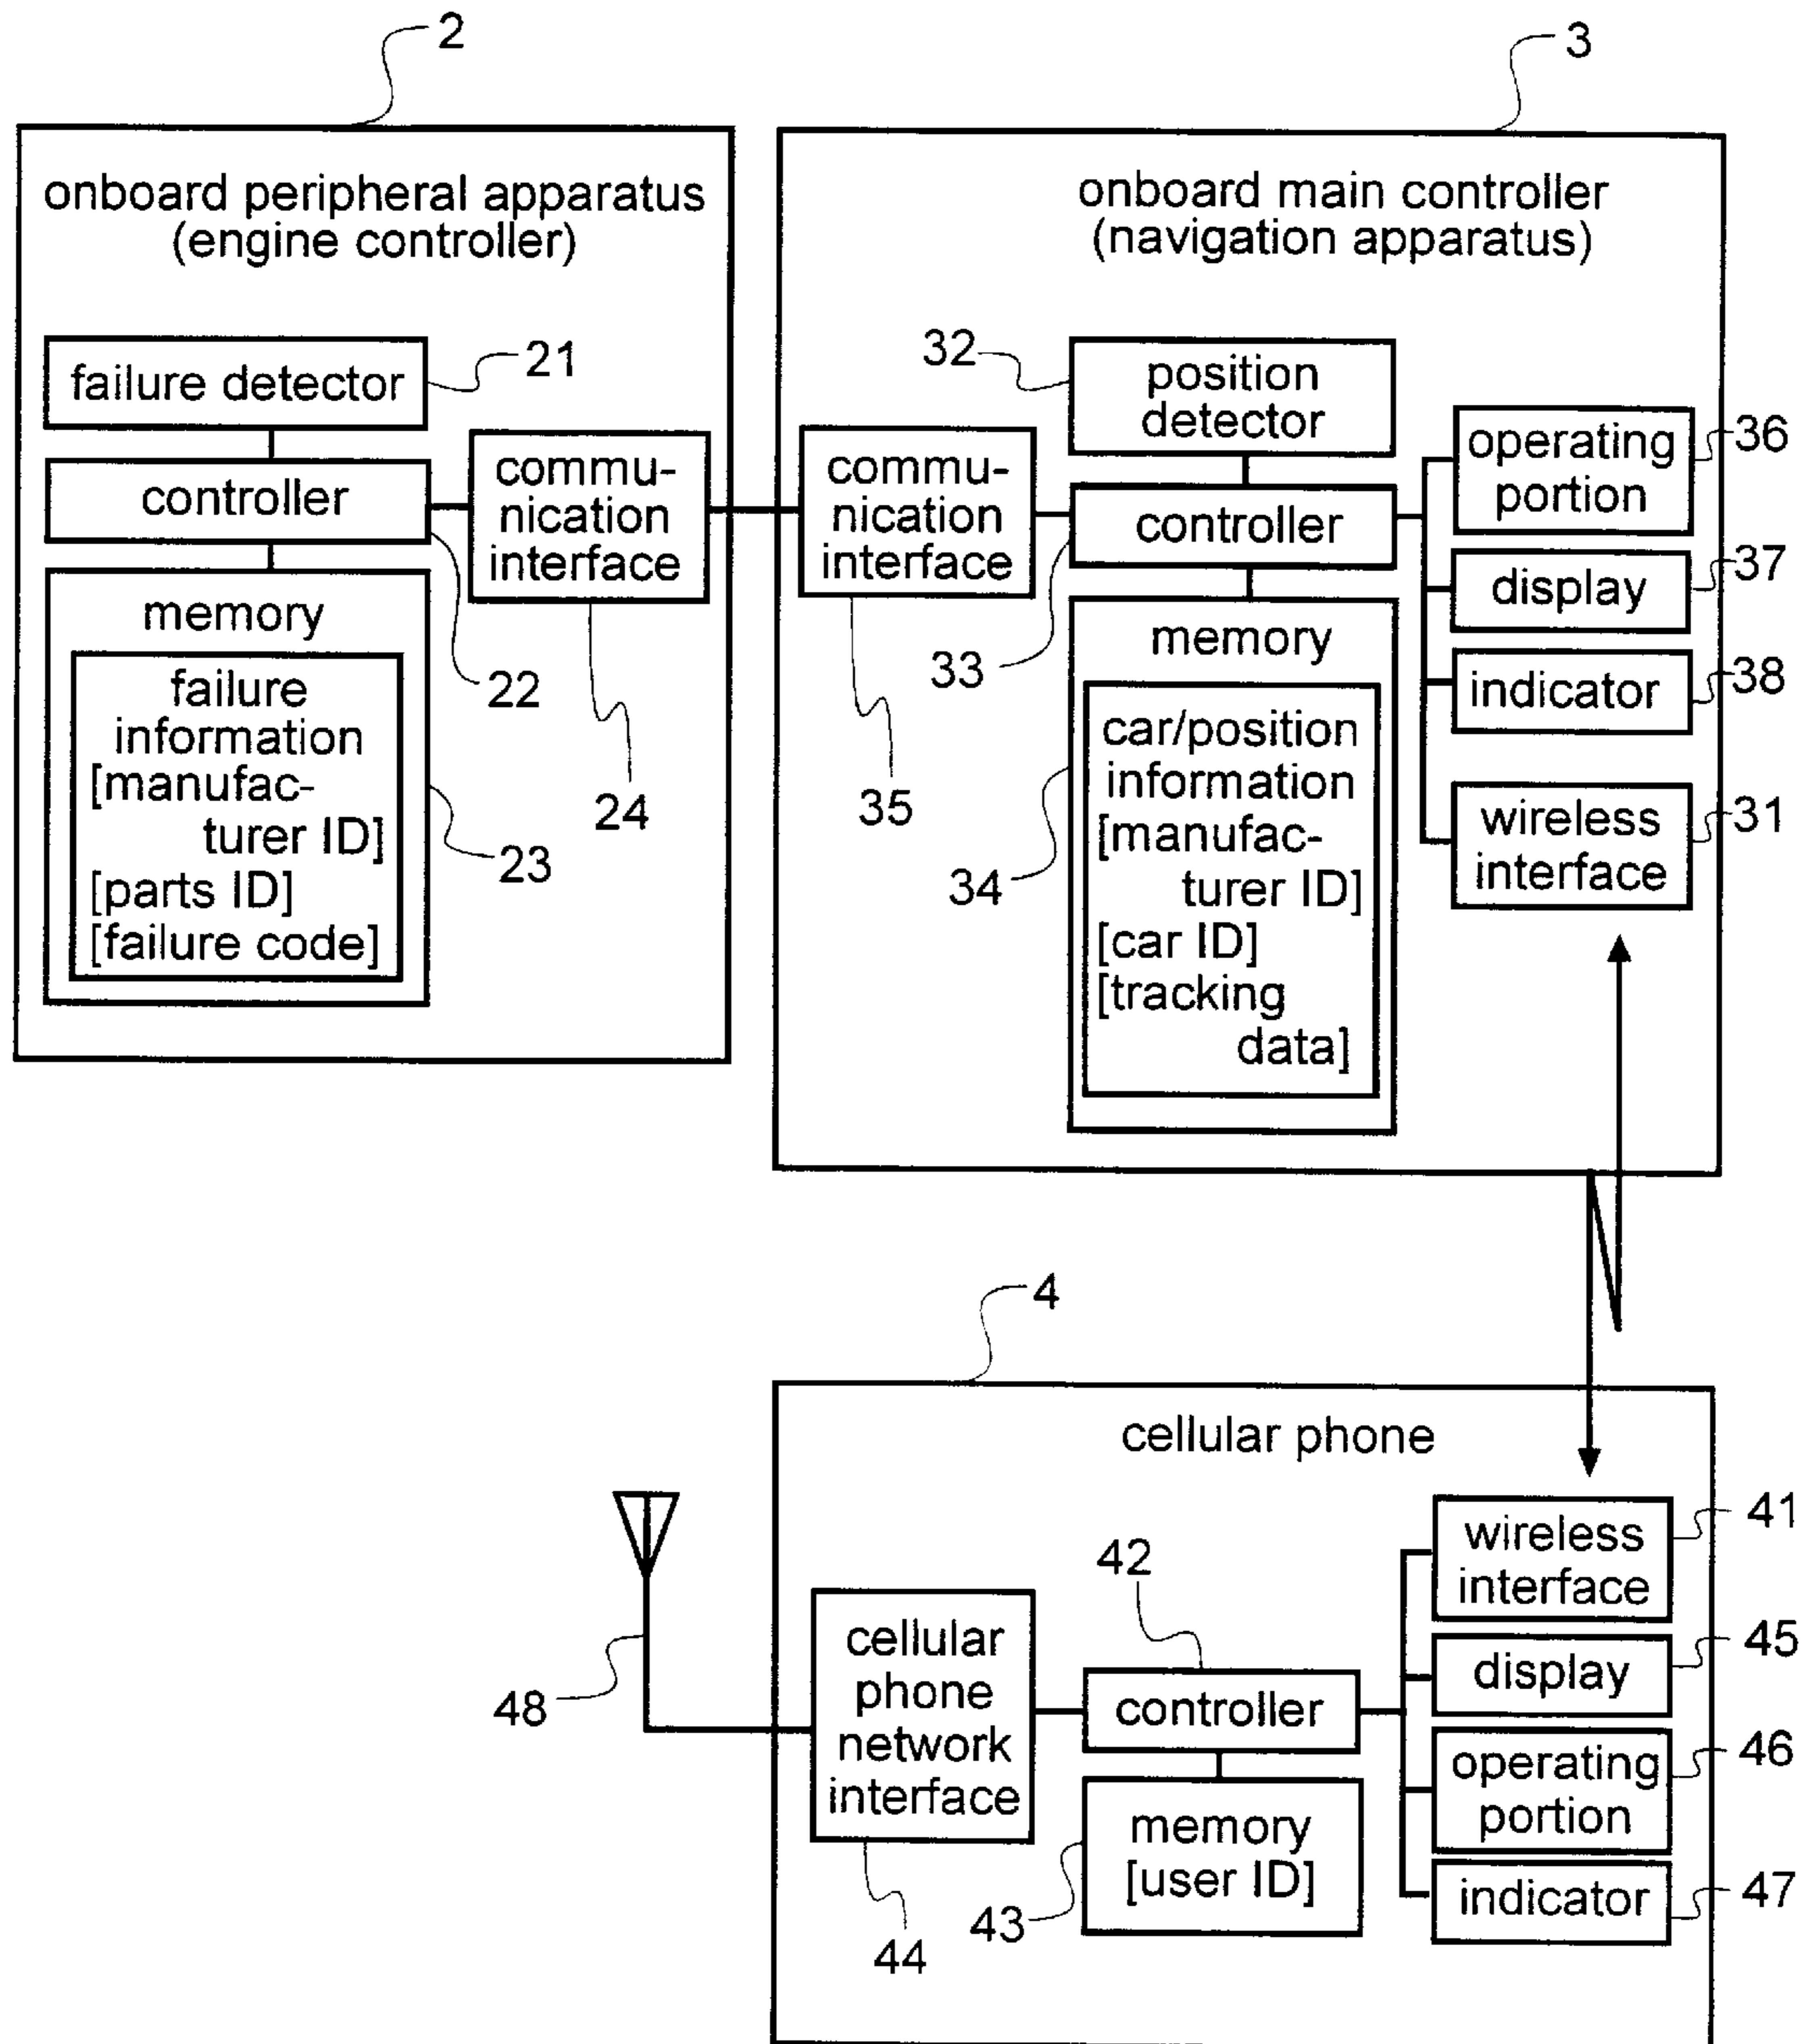 2
3
onboard peripheral apparatus
(engine controller)
failure detector
21
controller
22
commu-
nication
interface
24
memory
failure
information
[manufac-
turer ID]
[parts ID]
[failure code]
23
onboard main controller
(navigation apparatus)
32
position
detector
commu-
nication
interface
35
controller
33
memory
car/position
information
[manufac-
turer ID]
[car ID]
[tracking
data]
34
operating
portion
36
display
37
indicator
38
wireless
interface
31
4
cellular phone
48
cellular
phone
network
interface
44
42
controller
memory
[user ID]
43
wireless
interface
41
display
45
operating
portion
46
indicator
47